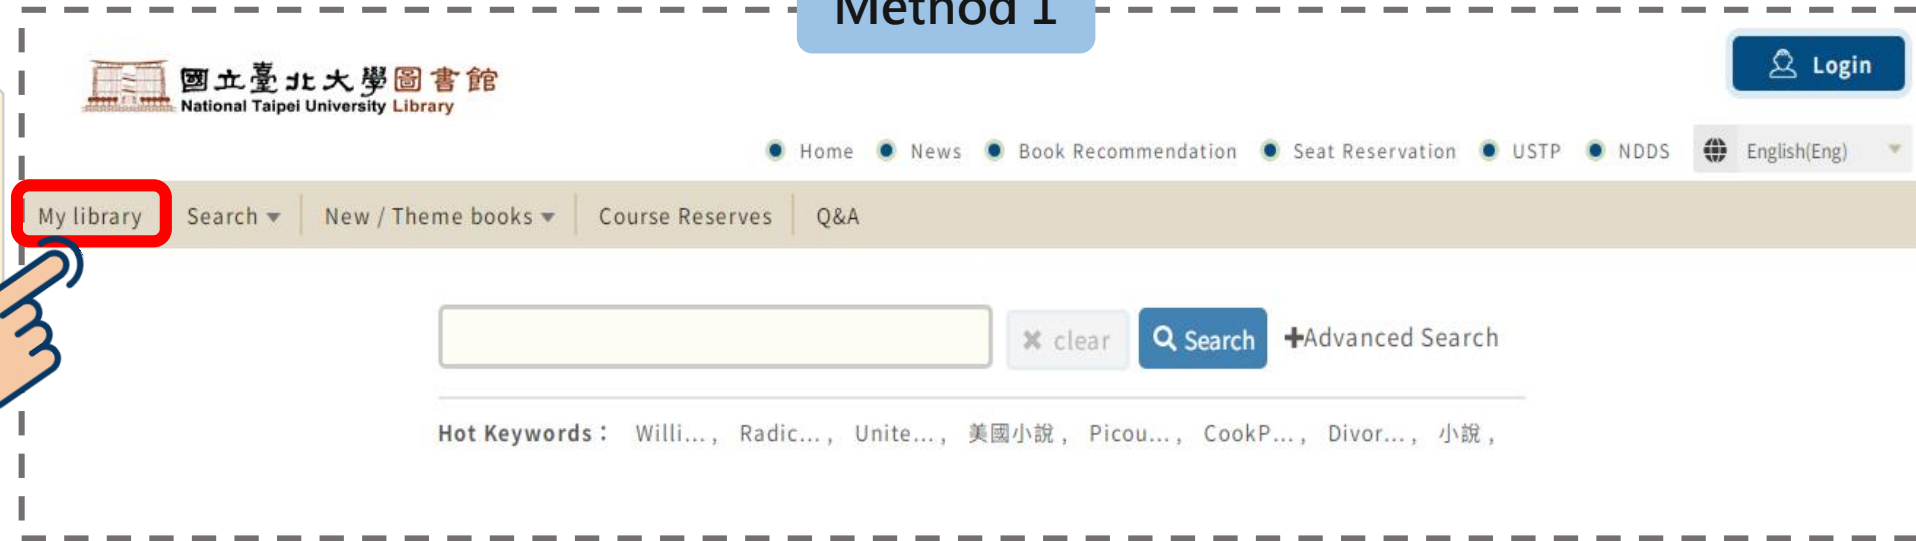 Method 1
國立臺北大學圖書館
National Taipei University Library
Login
Home News Book Recommendation Seat Reservation USTP NDDS English(Eng)
My library Search New / Theme books Course Reserves Q&A
clear Search +Advanced Search
Hot Keywords： Willi..., Radic..., Unite..., 美國小說, Picou..., CookP..., Divor..., 小說,